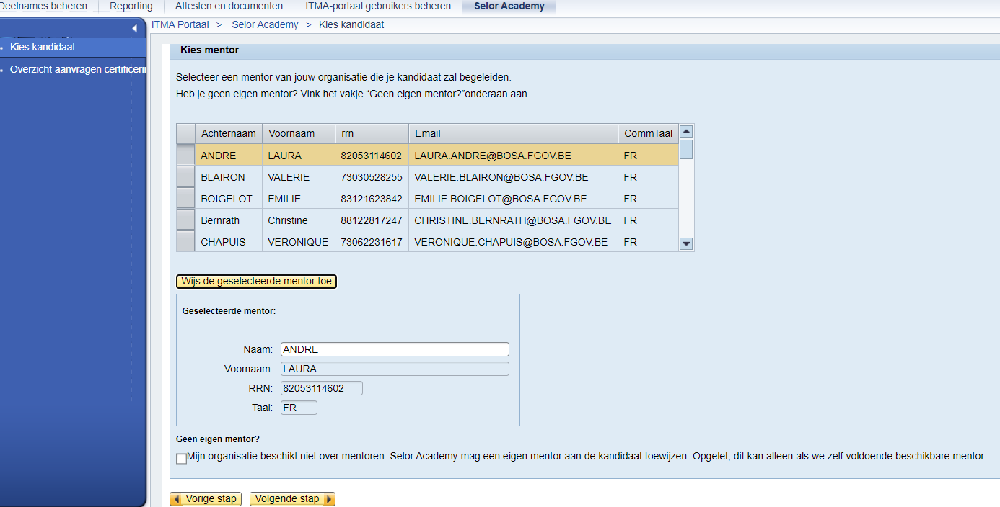 Deelnames beheren Reporting Attesten en documenten ITMA-portaal gebruikers beheren Selor Academy
ITMA Portaal > Selor Academy > Kies kandidaat
Kies kandidaat
Overzicht aanvragen certificerin
Kies mentor
Selecteer een mentor van jouw organisatie die je kandidaat zal begeleiden.
Heb je geen eigen mentor? Vink het vakje “Geen eigen mentor?”onderaan aan.
Achternaam Voornaam rrn Email CommTaal
ANDRE LAURA 82053114602 LAURA.ANDRE@BOSA.FGOV.BE FR
BLAIRON VALERIE 73030528255 VALERIE.BLAIRON@BOSA.FGOV.BE FR
BOIGELOT EMILIE 83121623842 EMILIE.BOIGELOT@BOSA.FGOV.BE FR
Bernrath Christine 88122817247 CHRISTINE.BERNRATH@BOSA.FGOV.BE FR
CHAPUIS VERONIQUE 73062231617 VERONIQUE.CHAPUIS@BOSA.FGOV.BE FR
Wijs de geselecteerde mentor toe
Geselecteerde mentor:
Naam: ANDRE
Voornaam: LAURA
RRN: 82053114602
Taal: FR
Geen eigen mentor?
Mijn organisatie beschikt niet over mentoren. Selor Academy mag een eigen mentor aan de kandidaat toewijzen. Opgelet, dit kan alleen als we zelf voldoende beschikbare mentor…
Vorige stap Volgende stap